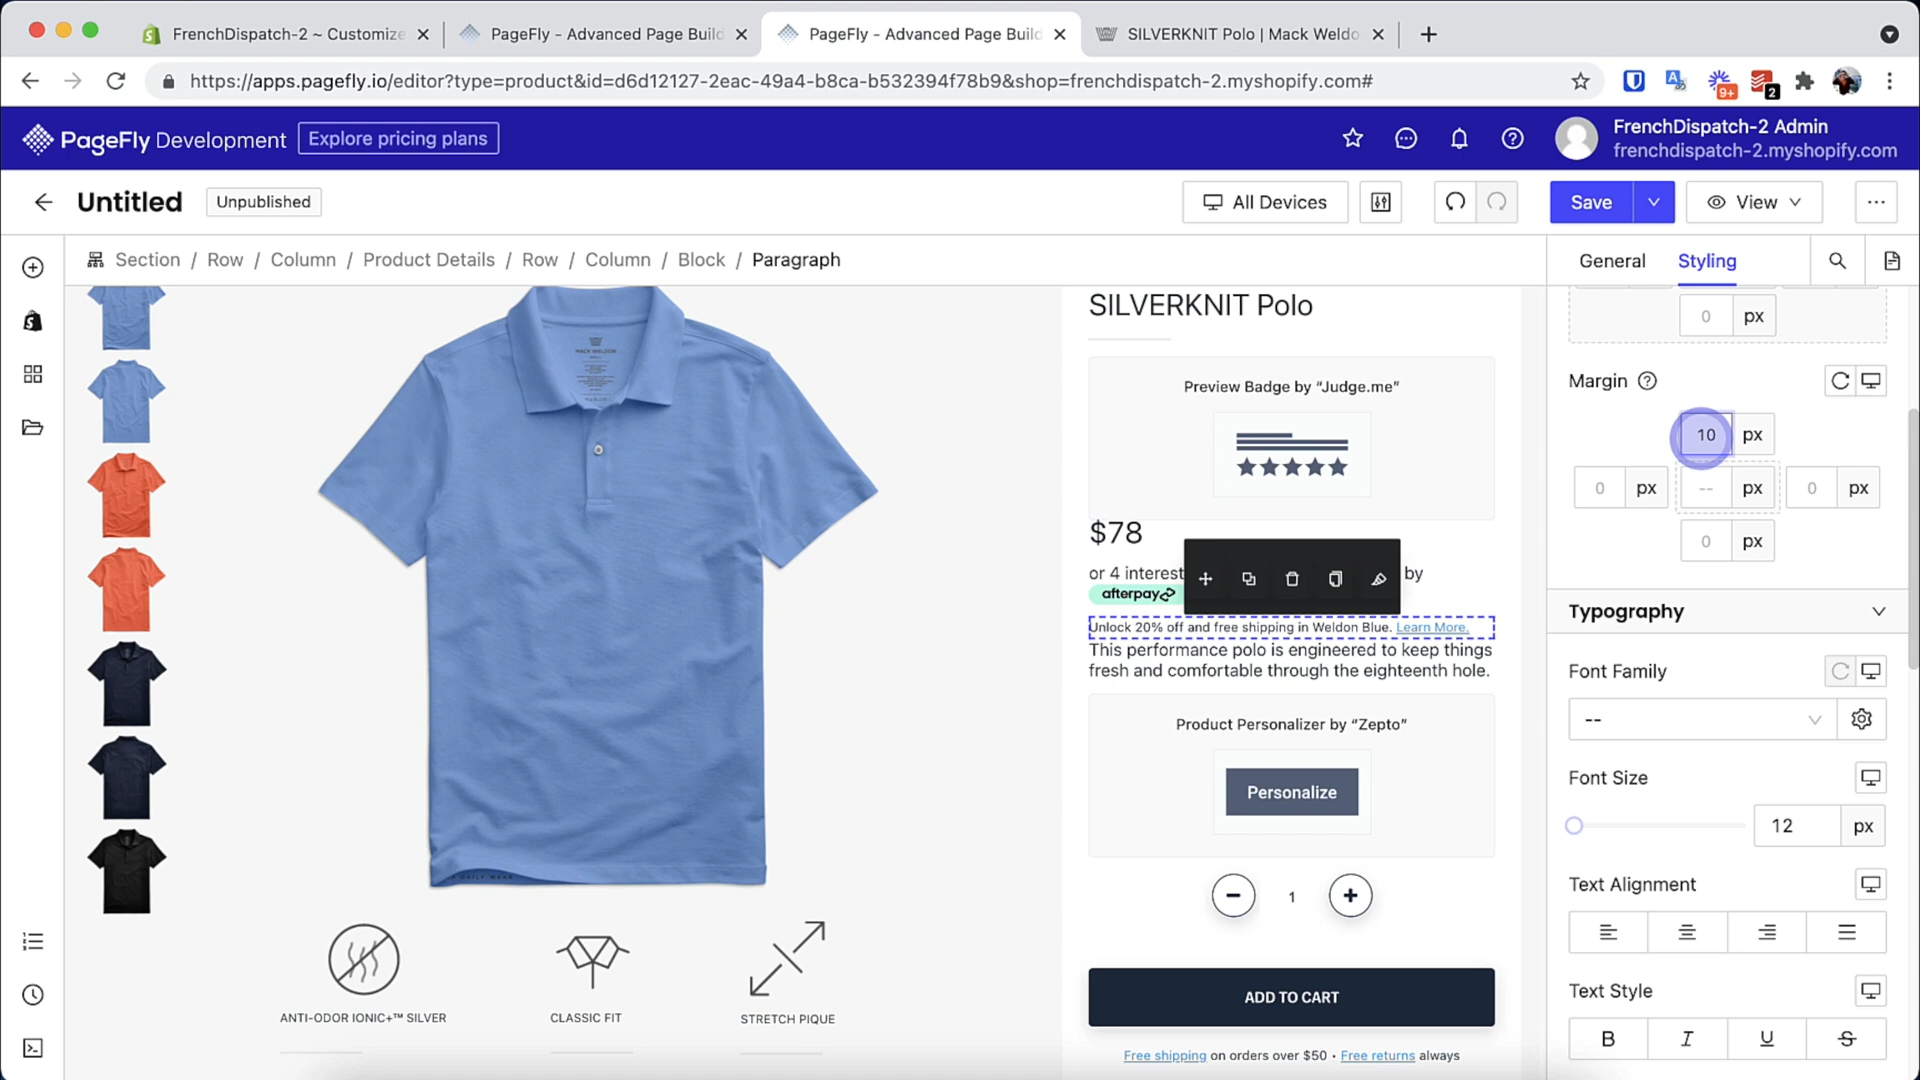 FrenchDispatch-2 ~ Customize
PageFly - Advanced Page Build
PageFly - Advanced Page Build
SILVERKNIT Polo | Mack Weldo
https://apps.pagefly.io/editor?type=product&id=d6d12127-2eac-49a4-b8ca-b532394f78b9&shop=frenchdispatch-2.myshopify.com#
9+
2
PageFly Development
Explore pricing plans
FrenchDispatch-2 Admin
frenchdispatch-2.myshopify.com
Untitled
Unpublished
All Devices
Save
View
Section / Row / Column / Product Details / Row / Column / Block / Paragraph
General
Styling
SILVERKNIT Polo
Preview Badge by “Judge.me”
$78
or 4 interest
by
afterpay
Unlock 20% off and free shipping in Weldon Blue. Learn More.
This performance polo is engineered to keep things
fresh and comfortable through the eighteenth hole.
Product Personalizer by “Zepto”
Personalize
1
ADD TO CART
Free shipping on orders over $50 • Free returns always
MACK WELDON
ANTI-ODOR IONIC+™ SILVER
CLASSIC FIT
STRETCH PIQUE
0 px
Margin
10 px
0 px
-- px
0 px
0 px
Typography
Font Family
--
Font Size
12 px
Text Alignment
Text Style
B I U S